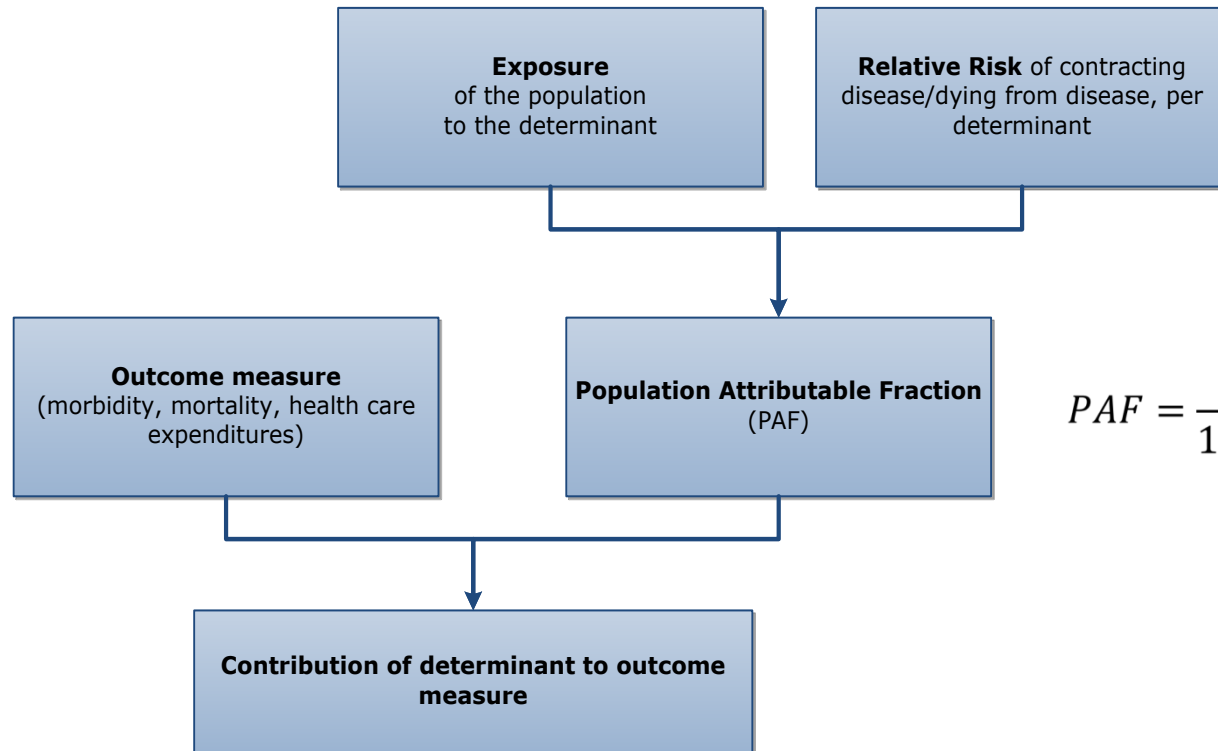 Exposure
of the population
to the determinant
Relative Risk of contracting
disease/dying from disease, per
determinant
Outcome measure
(morbidity, mortality, health care
expenditures)
Population Attributable Fraction
(PAF)
PAF =
1
Contribution of determinant to outcome
measure